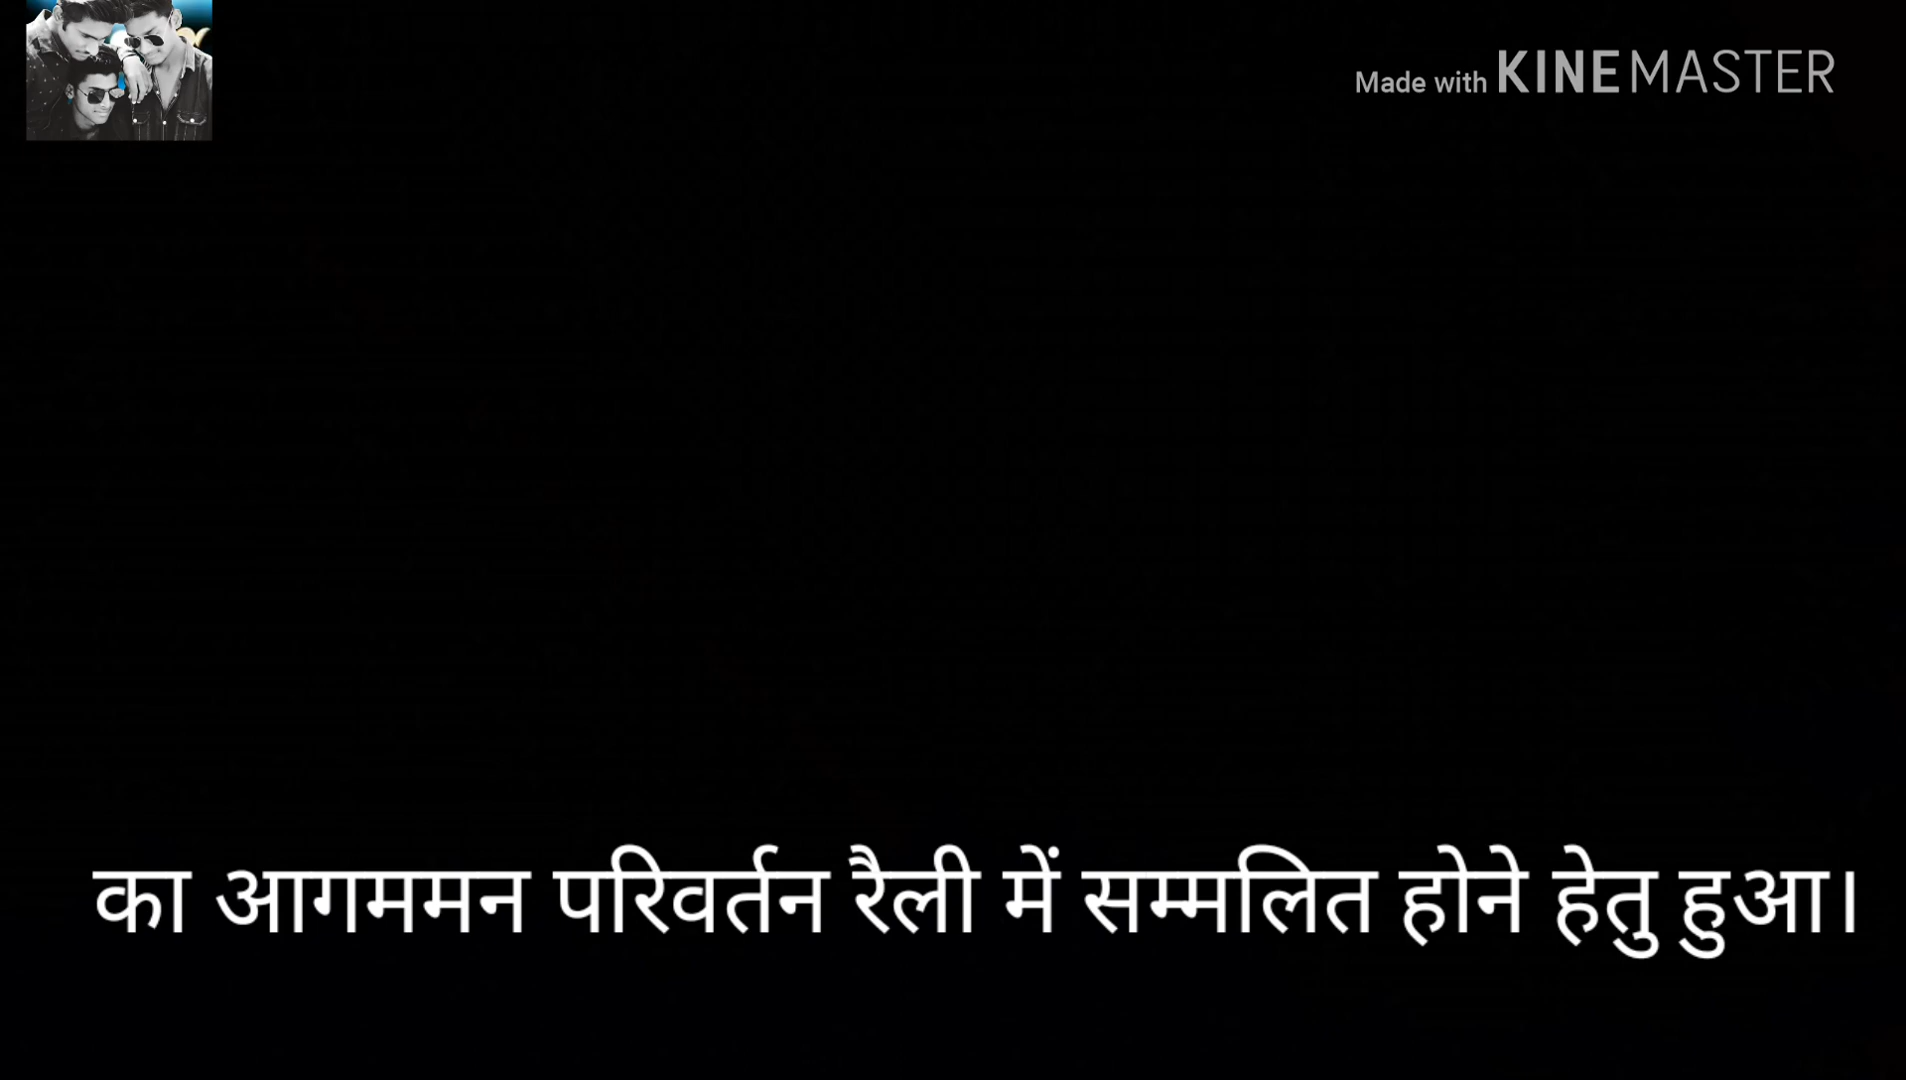 Made with KINEMASTER
का आगममन परिवर्तन रैली में सम्मलित होने हेतु हुआ।